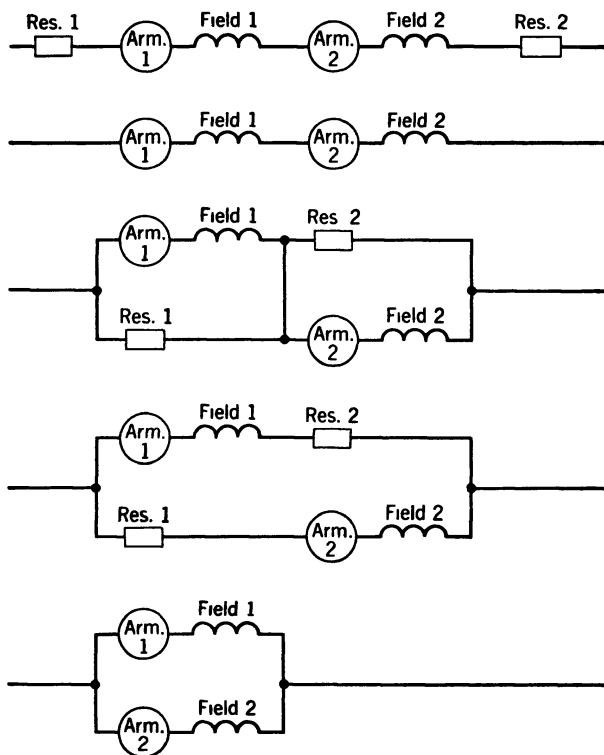 Res. 1 Arm. 1 Field 1 Arm. 2 Field 2 Res. 2
Arm. 1 Field 1 Arm. 2 Field 2
Arm. 1 Field 1 Res 2
Res. 1 Arm. 2 Field 2
Arm. 1 Field 1 Res. 2
Res. 1 Arm. 2 Field 2
Arm. 1 Field 1
Arm. 2 Field 2